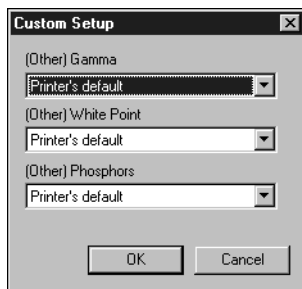 Custom Setup
(Other) Gamma
Printer's default
(Other) White Point
Printer's default
(Other) Phosphors
Printer's default
OK
Cancel